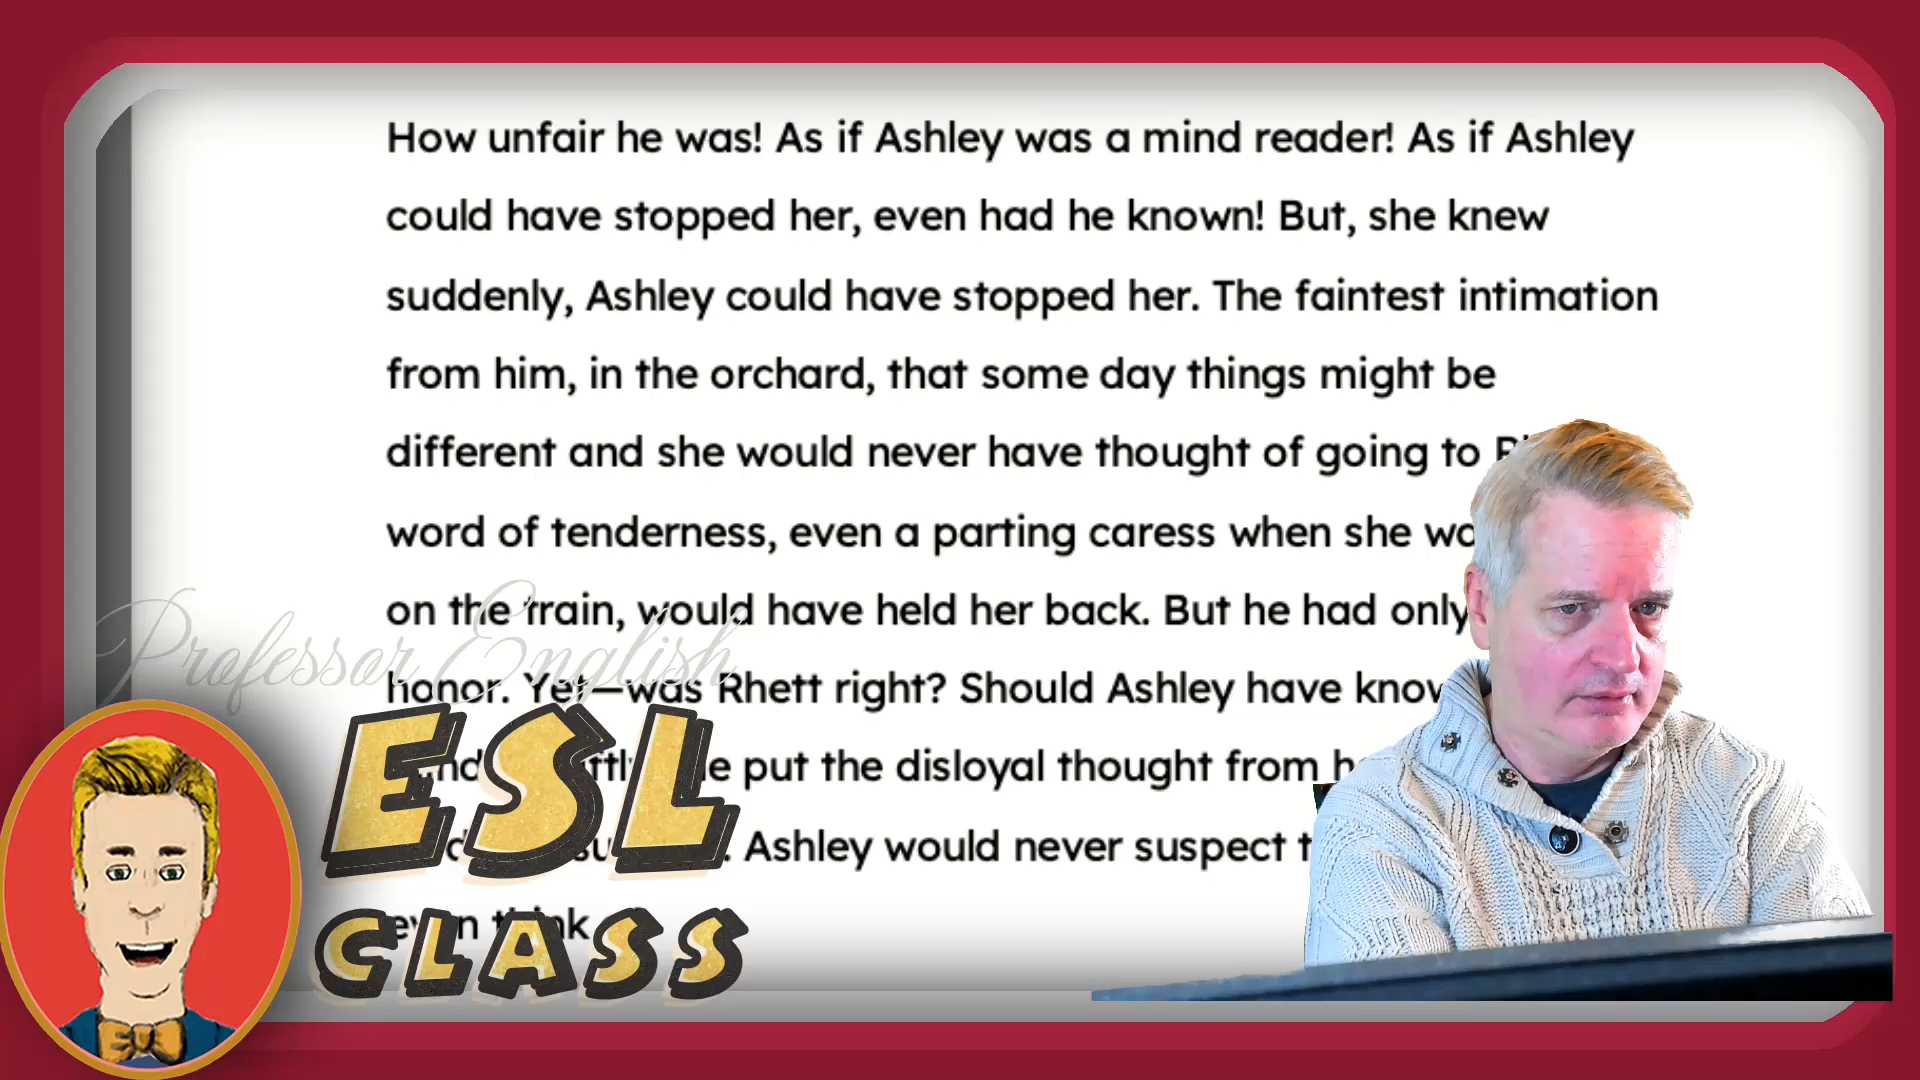 How unfair he was! As if Ashley was a mind reader! As if Ashley
could have stopped her, even had he known! But, she knew
suddenly, Ashley could have stopped her. The faintest intimation
from him, in the orchard, that some day things might be
different and she would never have thought of going to
word of tenderness, even a parting caress when she
on the train, would have held her back. But he had only
honor. Yet—was Rhett right? Should Ashley have
put the disloyal thought from
Ashley would never suspect
even think
Professor English
ESL
CLASS